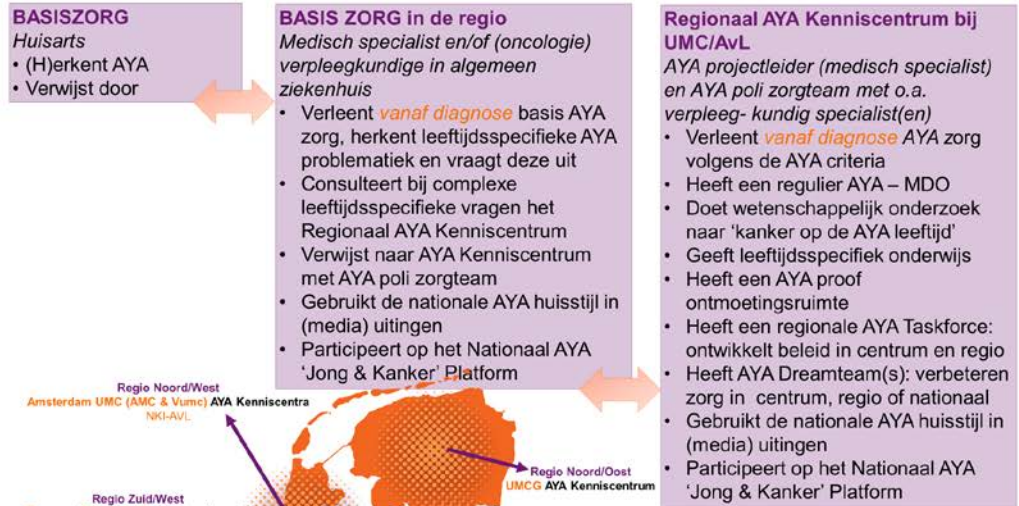 BASISZORG
Huisarts
• (H)erkent AYA
• Verwijst door
BASIS ZORG in de regio
Medisch specialist en/of (oncologie)
verpleegkundige in algemeen
ziekenhuis
• Verleent vanaf diagnose basis AYA
zorg, herkent leeftijdsspecifieke AYA
problematiek en vraagt deze uit
• Consulteert bij complexe
leeftijdsspecifieke vragen het
Regionaal AYA Kenniscentrum
• Verwijst naar AYA Kenniscentrum
met AYA poli zorgteam
• Gebruikt de nationale AYA huisstijl in
(media) uitingen
• Participeert op het Nationaal AYA
‘Jong & Kanker’ Platform
Regionaal AYA Kenniscentrum bij
UMC/AvL
AYA projectleider (medisch specialist)
en AYA poli zorgteam met o.a.
verpleeg- kundig specialist(en)
• Verleent vanaf diagnose AYA zorg
volgens de AYA criteria
• Heeft een regulier AYA – MDO
• Doet wetenschappelijk onderzoek
naar ‘kanker op de AYA leeftijd’
• Geeft leeftijdsspecifiek onderwijs
• Heeft een AYA proof
ontmoetingsruimte
• Heeft een regionale AYA Taskforce:
ontwikkelt beleid in centrum en regio
• Heeft AYA Dreamteam(s): verbeteren
zorg in centrum, regio of nationaal
• Gebruikt de nationale AYA huisstijl in
(media) uitingen
• Participeert op het Nationaal AYA
‘Jong & Kanker’ Platform
Regio Noord/West
Amsterdam UMC (AMC & Vumc) AYA Kenniscentra
NKI-AVL
Regio Noord/Oost
UMCG AYA Kenniscentrum
Regio Zuid/West